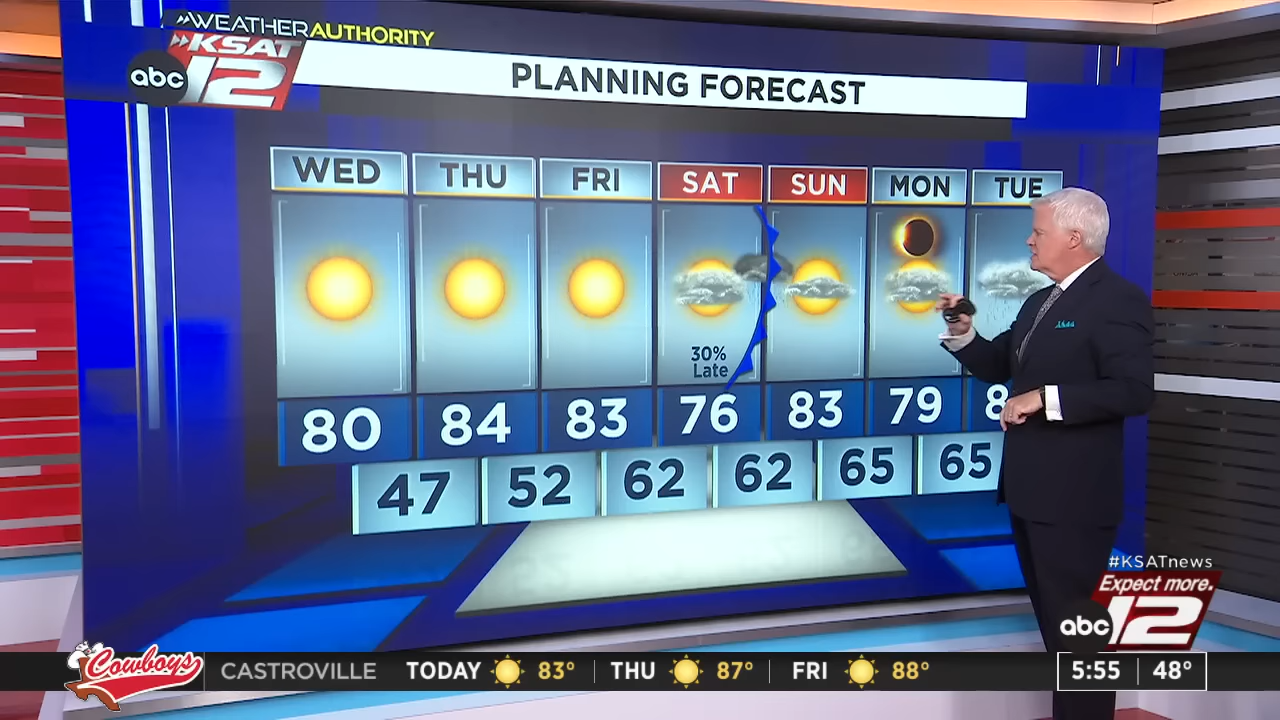 WEATHERAUTHORITY
KSAT
abc 12
PLANNING FORECAST
WED THU FRI SAT SUN MON TUE
30%
Late
80 84 83 76 83 79
47 52 62 62 65 65
#KSATnews
Expect more.
abc 12
Cowboys CASTROVILLE TODAY 83° THU 87° FRI 88° 5:55 48°